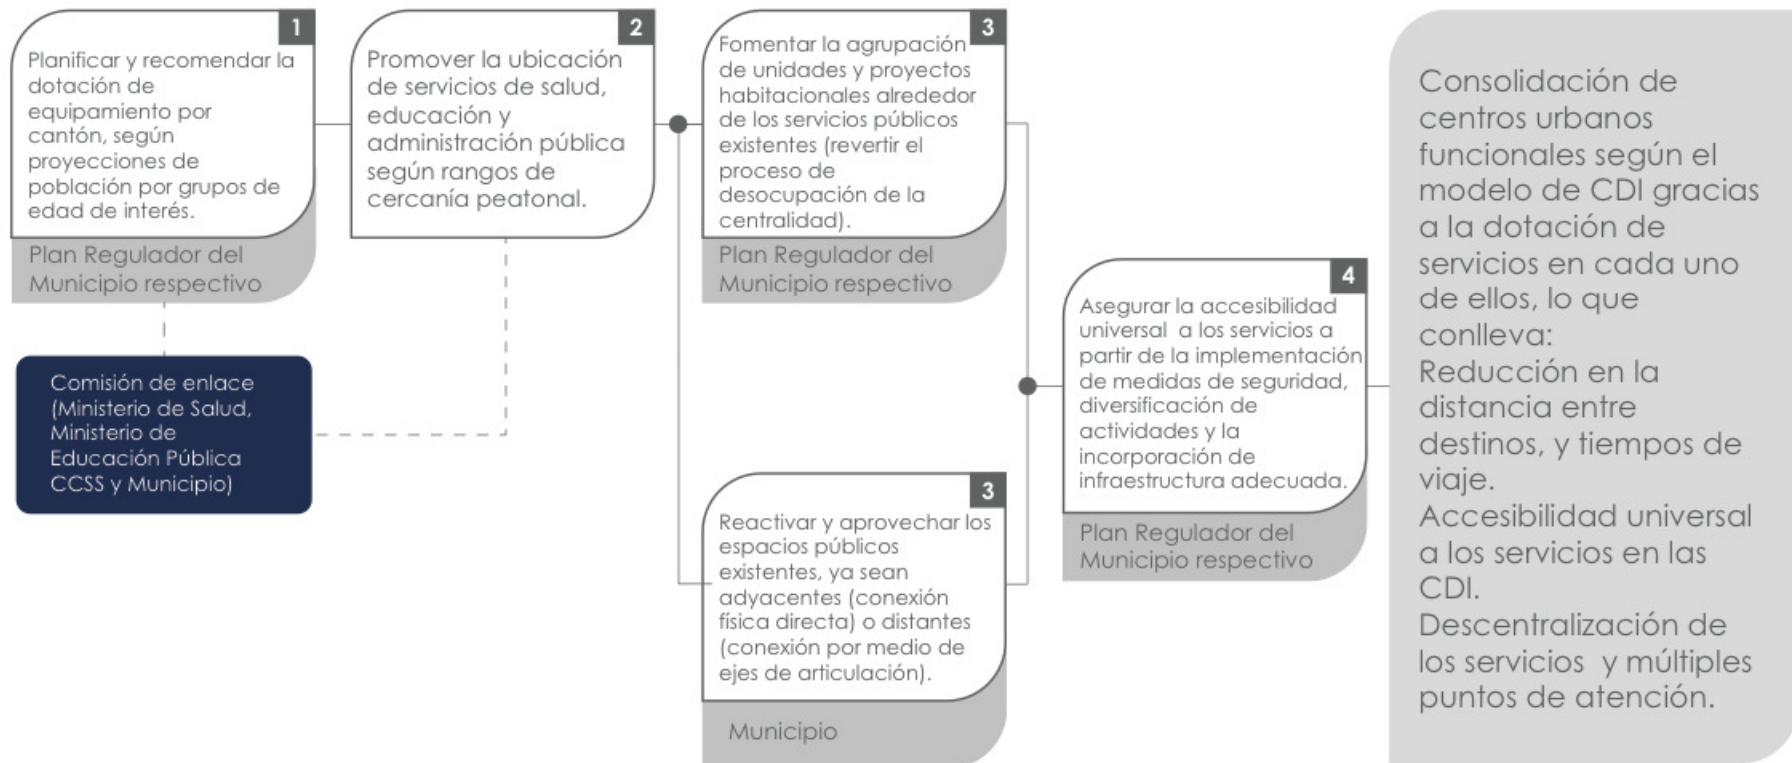 1
Planificar y recomendar la
dotación de
equipamiento por
cantón, según
proyecciones de
población por grupos de
edad de interés.
Plan Regulador del
Municipio respectivo
Comisión de enlace
(Ministerio de Salud,
Ministerio de
Educación Pública
CCSS y Municipio)
2
Promover la ubicación
de servicios de salud,
educación y
administración pública
según rangos de
cercanía peatonal.
3
Fomentar la agrupación
de unidades y proyectos
habitacionales alrededor
de los servicios públicos
existentes (revertir el
proceso de
desocupación de la
centralidad).
Plan Regulador del
Municipio respectivo
3
Reactivar y aprovechar los
espacios públicos
existentes, ya sean
adyacentes (conexión
física directa) o distantes
(conexión por medio de
ejes de articulación).
Municipio
4
Asegurar la accesibilidad
universal a los servicios a
partir de la implementación
de medidas de seguridad,
diversificación de
actividades y la
incorporación de
infraestructura adecuada.
Plan Regulador del
Municipio respectivo
Consolidación de
centros urbanos
funcionales según el
modelo de CDI gracias
a la dotación de
servicios en cada uno
de ellos, lo que
conlleva:
Reducción en la
distancia entre
destinos, y tiempos de
viaje.
Accesibilidad universal
a los servicios en las
CDI.
Descentralización de
los servicios y múltiples
puntos de atención.